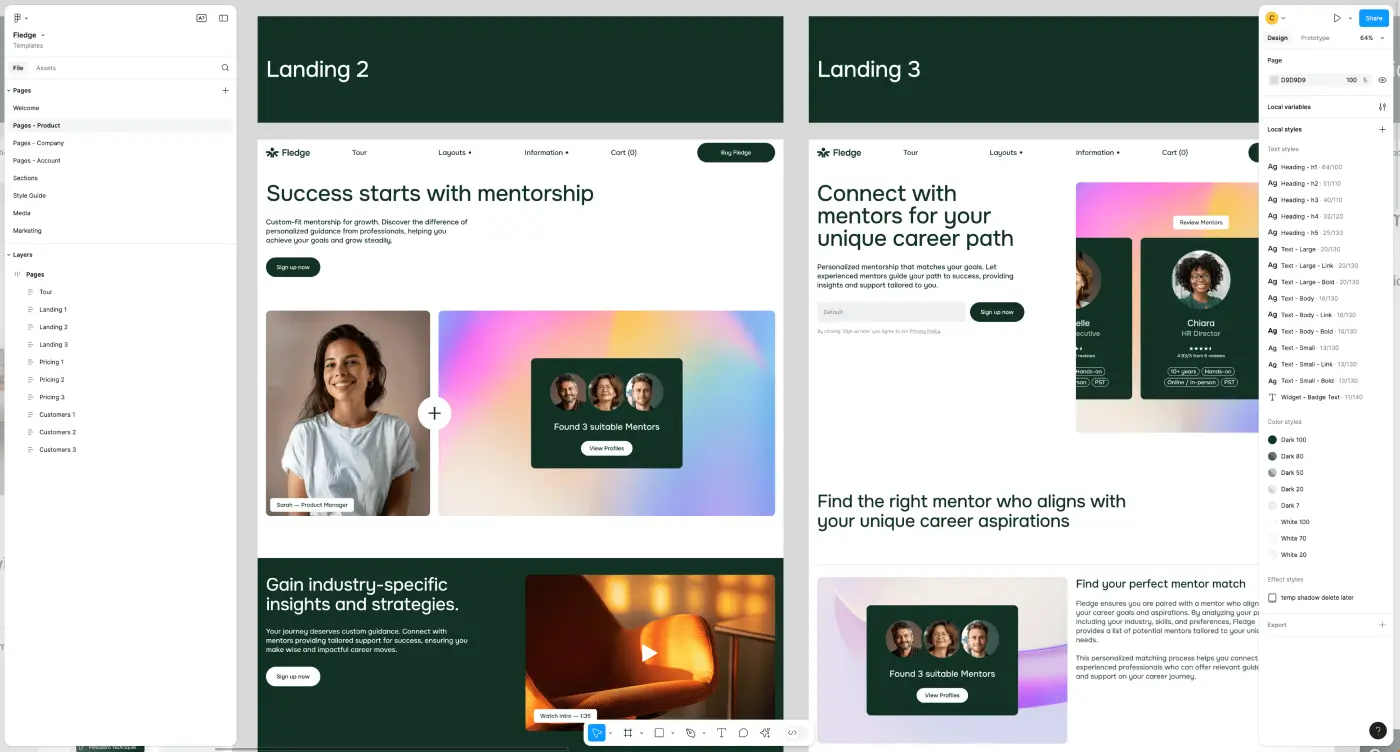 Fledge
Templates
File
Assets
Pages
Welcome
Pages - Product
Pages - Company
Pages - Account
Sections
Style Guide
Media
Marketing
Layers
Pages
Tour
Landing 1
Landing 2
Landing 3
Pricing 1
Pricing 2
Pricing 3
Customers 1
Customers 2
Customers 3
Landing 2
Fledge
Tour
Layouts
Information
Cart (0)
Buy Fledge
Success starts with mentorship
Custom-fit mentorship for growth. Discover the difference of
personalized guidance from professionals, helping you
achieve your goals and grow steadily.
Sign up now
Sarah — Product Manager
Found 3 suitable Mentors
View Profiles
Gain industry-specific
insights and strategies.
Your journey deserves custom guidance. Connect with
mentors providing tailored support for success, ensuring you
make wise and impactful career moves.
Sign up now
Watch intro — 1:35
Landing 3
Fledge
Tour
Layouts
Information
Cart (0)
Connect with
mentors for your
unique career path
Personalized mentorship that matches your goals. Let
experienced mentors guide your path to success, providing
insights and support tailored to you.
Default
Sign up now
By clicking 'Sign up now', you agree to our Privacy Policy.
Review Mentors
elle
ecutive
reviews
Hands-on
son
PST
Chiara
HR Director
4.83/5 from 6 reviews
10+ years
Hands-on
Online / In-person
PST
Find the right mentor who aligns with
your unique career aspirations
Found 3 suitable Mentors
View Profiles
Find your perfect mentor match
Fledge ensures you are paired with a mentor who align
your career goals and aspirations. By analyzing your p
including your industry, skills, and preferences, Fledge
provides a list of potential mentors tailored to your uni
needs.
This personalized matching process helps you connect
experienced professionals who can offer relevant guida
and support on your career journey.
C
Share
Design
Prototype
64%
Page
D9D9D9
100
%
Local variables
Local styles
Text styles
Ag Heading - h1 · 64/100
Ag Heading - h2 · 51/110
Ag Heading - h3 · 40/110
Ag Heading - h4 · 32/120
Ag Heading - h5 · 25/130
Ag Text - Large · 20/130
Ag Text - Large - Link · 20/130
Ag Text - Large - Bold · 20/130
Ag Text - Body · 16/130
Ag Text - Body - Link · 16/130
Ag Text - Body - Bold · 16/130
Ag Text - Small · 13/130
Ag Text - Small - Link · 13/130
Ag Text - Small - Bold · 13/130
Widget - Badge Text · 11/140
Color styles
Dark 100
Dark 80
Dark 50
Dark 20
Dark 7
White 100
White 70
White 20
Effect styles
temp shadow delete later
Export
?